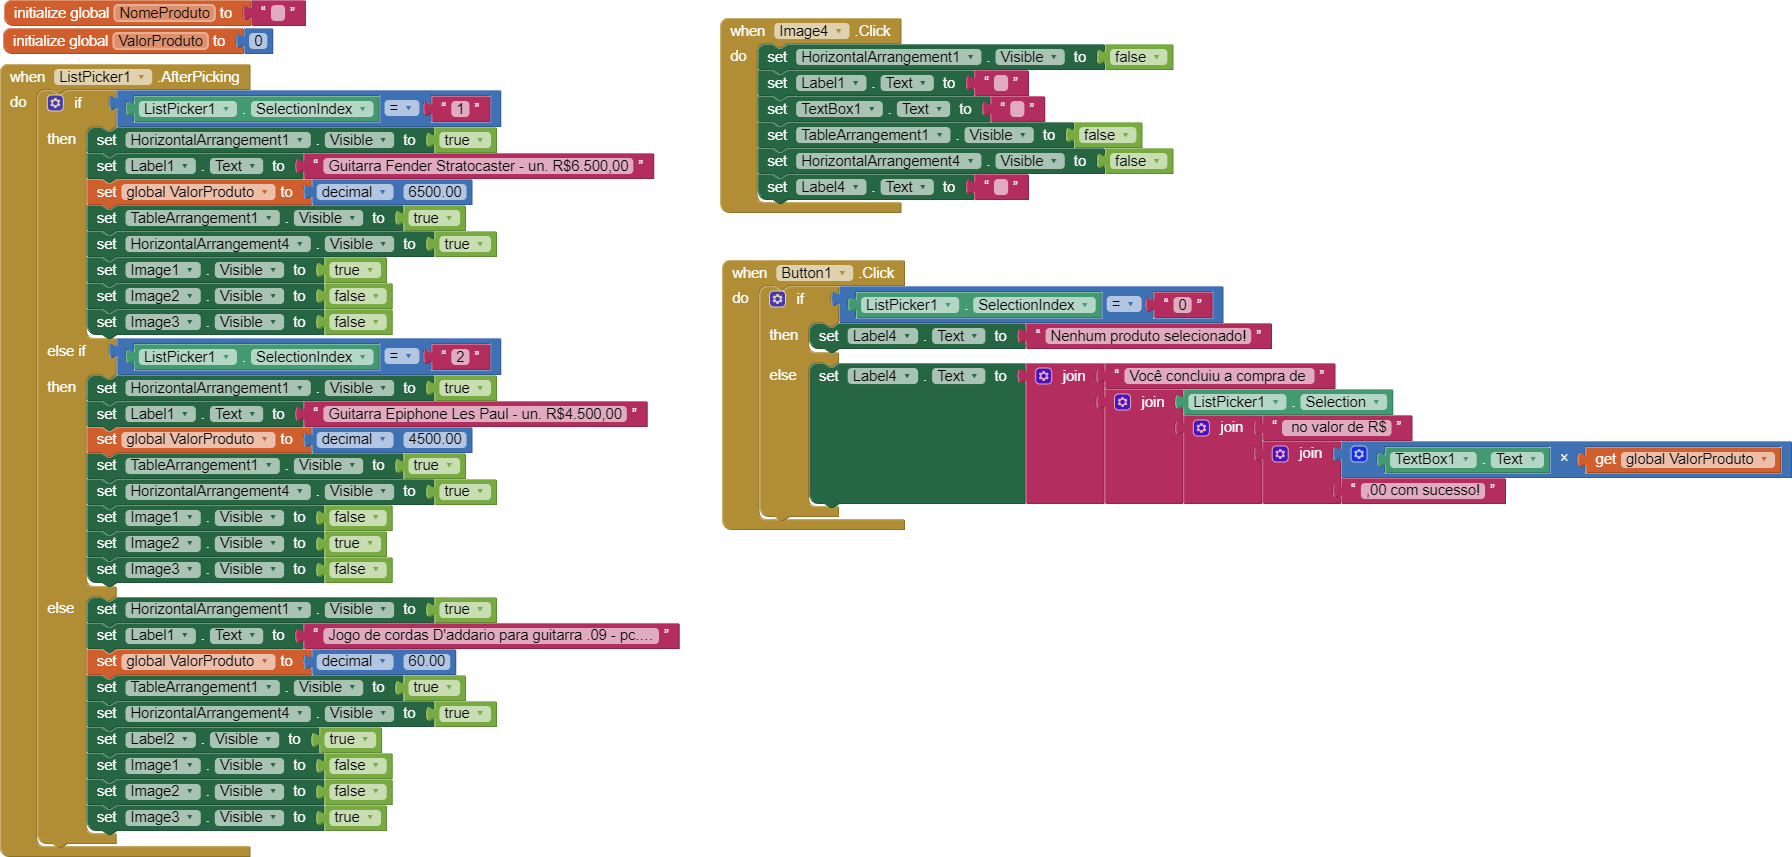 initialize global NomeProduto to “ ”
initialize global ValorProduto to 0
when ListPicker1 .AfterPicking
do if ListPicker1 . SelectionIndex = “ 1 ”
then set HorizontalArrangement1 . Visible to true
set Label1 . Text to “ Guitarra Fender Stratocaster - un. R$6.500,00 ”
set global ValorProduto to decimal 6500.00
set TableArrangement1 . Visible to true
set HorizontalArrangement4 . Visible to true
set Image1 . Visible to true
set Image2 . Visible to false
set Image3 . Visible to false
else if ListPicker1 . SelectionIndex = “ 2 ”
then set HorizontalArrangement1 . Visible to true
set Label1 . Text to “ Guitarra Epiphone Les Paul - un. R$4.500,00 ”
set global ValorProduto to decimal 4500.00
set TableArrangement1 . Visible to true
set HorizontalArrangement4 . Visible to true
set Image1 . Visible to false
set Image2 . Visible to true
set Image3 . Visible to false
else set HorizontalArrangement1 . Visible to true
set Label1 . Text to “ Jogo de cordas D'addario para guitarra .09 - pc.... ”
set global ValorProduto to decimal 60.00
set TableArrangement1 . Visible to true
set HorizontalArrangement4 . Visible to true
set Label2 . Visible to true
set Image1 . Visible to false
set Image2 . Visible to false
set Image3 . Visible to true
when Image4 .Click
do set HorizontalArrangement1 . Visible to false
set Label1 . Text to “ ”
set TextBox1 . Text to “ ”
set TableArrangement1 . Visible to false
set HorizontalArrangement4 . Visible to false
set Label4 . Text to “ ”
when Button1 .Click
do if ListPicker1 . SelectionIndex = “ 0 ”
then set Label4 . Text to “ Nenhum produto selecionado! ”
else set Label4 . Text to join “ Você concluiu a compra de ”
join ListPicker1 . Selection
join “ no valor de R$ ”
join TextBox1 . Text × get global ValorProduto
“ ,00 com sucesso! ”